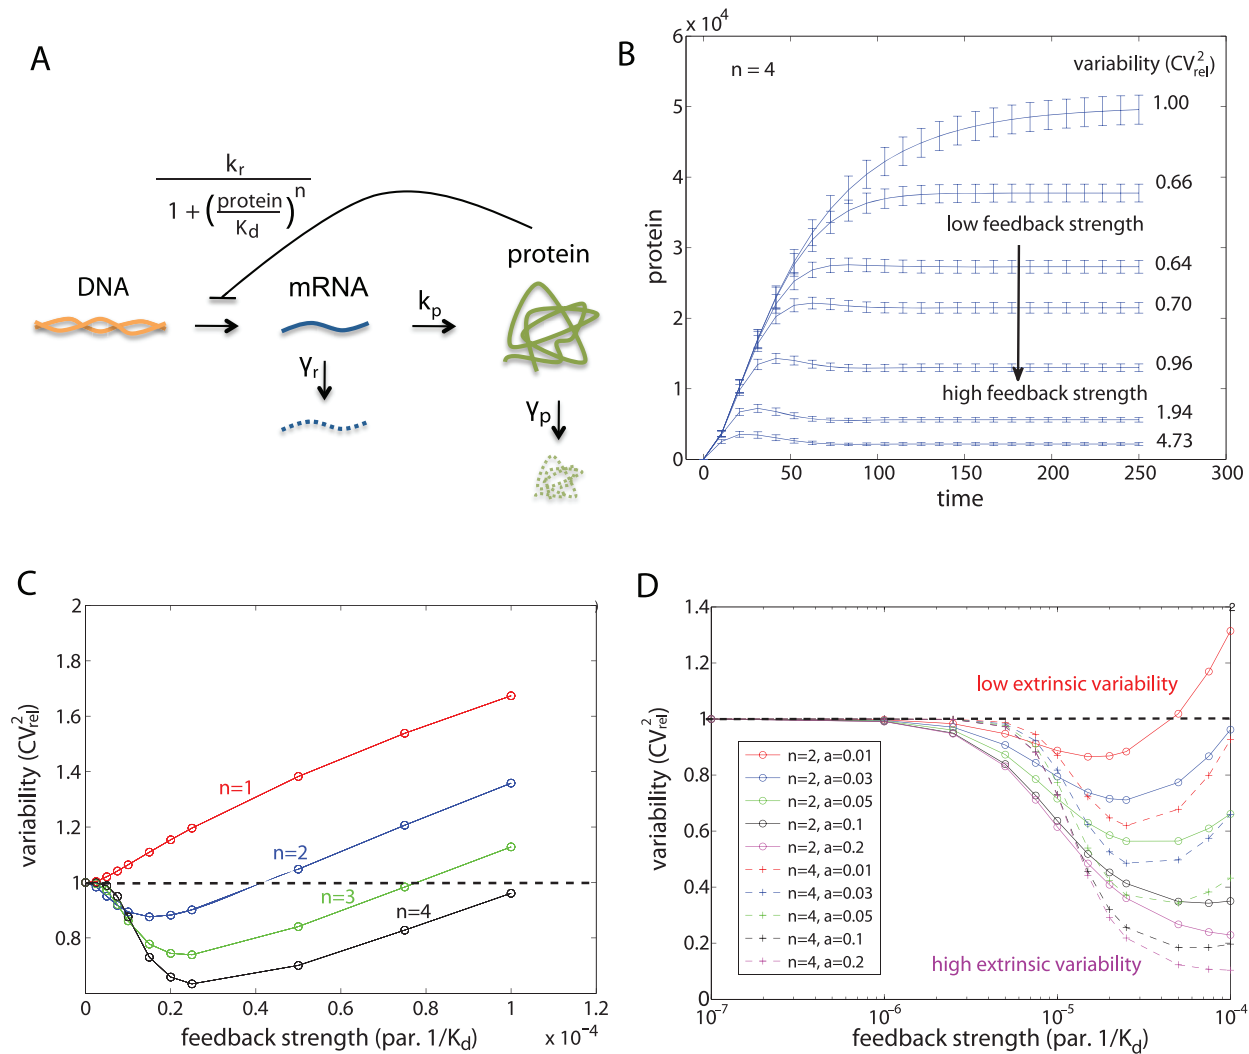 A
k_r
1 + (protein/K_d)^n
DNA
mRNA
protein
k_p
γ_r
γ_p
B
x 10^4
n = 4
variability (CV^2_rel)
6
5
4
3
2
1
0
protein
1.00
0.66
low feedback strength
0.64
0.70
0.96
high feedback strength
1.94
4.73
0 50 100 150 200 250 300
time
C
2
1.8
1.6
1.4
1.2
1
0.8
variability (CV^2_rel)
n=1
n=2
n=3
n=4
0 0.2 0.4 0.6 0.8 1 1.2
feedback strength (par. 1/K_d)
x 10^-4
D
1.4
1.2
1
0.8
0.6
0.4
0.2
0
variability (CV^2_rel)
2
low extrinsic variability
n=2, a=0.01
n=2, a=0.03
n=2, a=0.05
n=2, a=0.1
n=2, a=0.2
n=4, a=0.01
n=4, a=0.03
n=4, a=0.05
n=4, a=0.1
n=4, a=0.2
high extrinsic variability
10^-7 10^-6 10^-5 10^-4
feedback strength (par. 1/K_d)